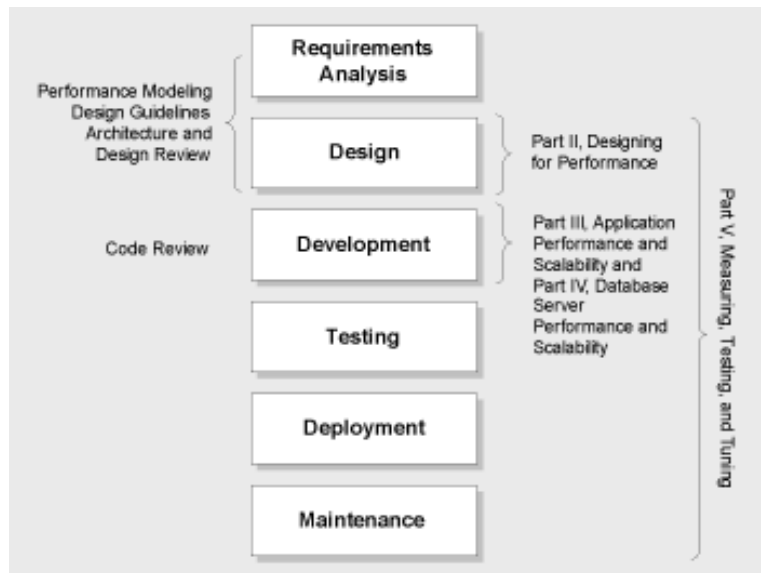 Requirements
Analysis
Performance Modeling
Design Guidelines
Architecture and
Design Review
Design
Part II, Designing
for Performance
Code Review
Development
Part III, Application
Performance and
Scalability and
Part IV, Database
Server
Performance and
Scalability
Testing
Deployment
Maintenance
Part V, Measuring, Testing, and Tuning